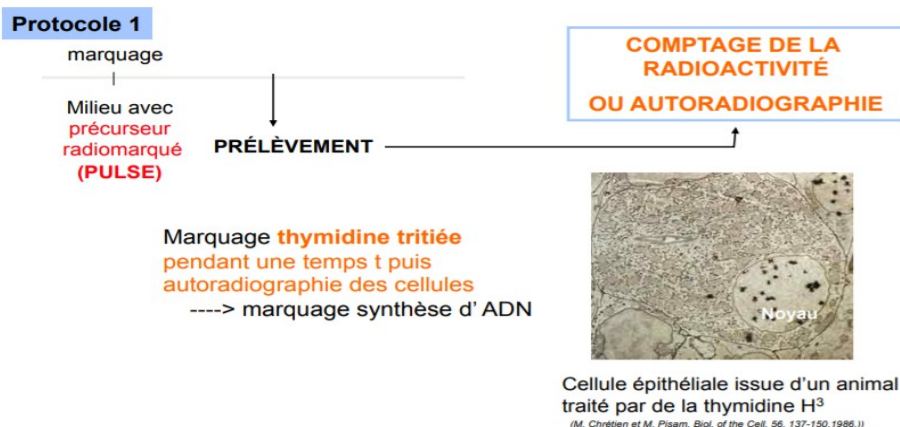 Protocole 1
marquage
Milieu avec
précurseur
radiomarqué
(PULSE)
PRÉLÈVEMENT
COMPTAGE DE LA
RADIOACTIVITÉ
OU AUTORADIOGRAPHIE
Marquage thymidine tritiée
pendant une temps t puis
autoradiographie des cellules
----> marquage synthèse d' ADN
Noyau
Cellule épithéliale issue d'un animal
traité par de la thymidine H³
(M. Chrétien et M. Pisam. Biol. of the Cell. 56. 137-150.1986.))